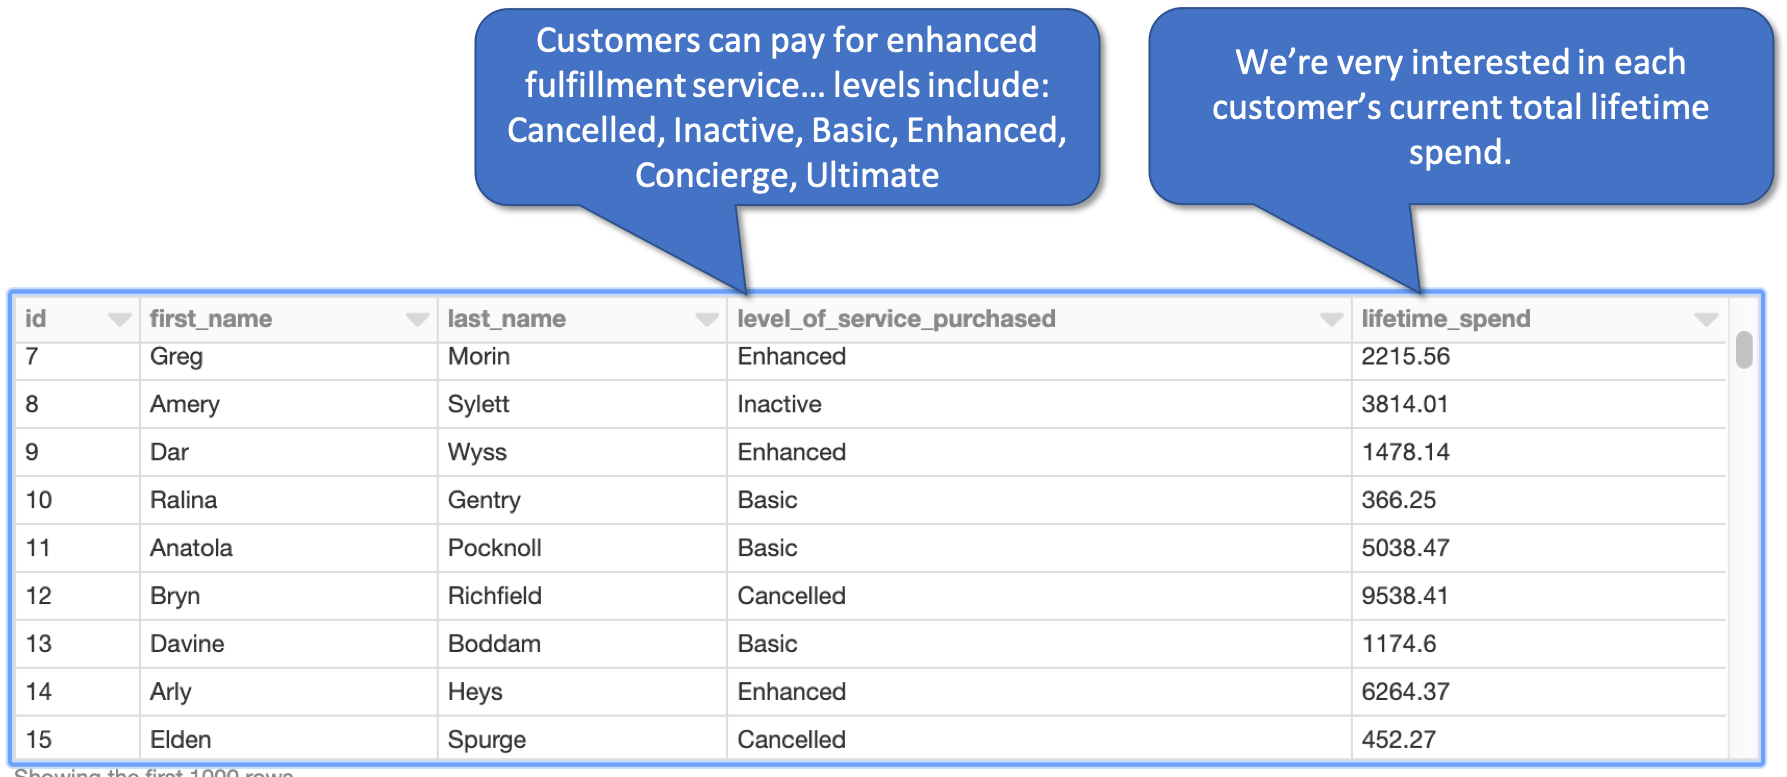 Customers can pay for enhanced
fulfillment service... levels include:
Cancelled, Inactive, Basic, Enhanced,
Concierge, Ultimate
We're very interested in each
customer's current total lifetime
spend.
id first_name last_name level_of_service_purchased lifetime_spend
7 Greg Morin Enhanced 2215.56
8 Amery Sylett Inactive 3814.01
9 Dar Wyss Enhanced 1478.14
10 Ralina Gentry Basic 366.25
11 Anatola Pocknoll Basic 5038.47
12 Bryn Richfield Cancelled 9538.41
13 Davine Boddam Basic 1174.6
14 Arly Heys Enhanced 6264.37
15 Elden Spurge Cancelled 452.27
Showing the first 1000 rows.